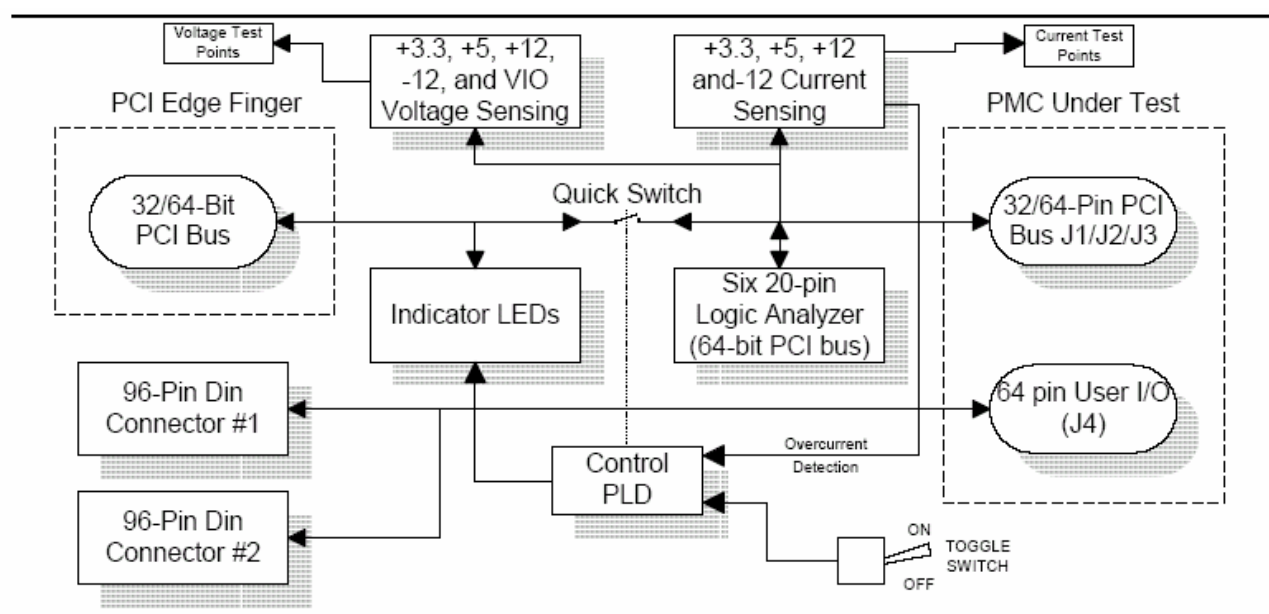 Voltage Test
Points
+3.3, +5, +12,
-12, and VIO
Voltage Sensing
+3.3, +5, +12
and-12 Current
Sensing
Current Test
Points
PCI Edge Finger
PMC Under Test
32/64-Bit
PCI Bus
Quick Switch
32/64-Pin PCI
Bus J1/J2/J3
Indicator LEDs
Six 20-pin
Logic Analyzer
(64-bit PCI bus)
96-Pin Din
Connector #1
64 pin User I/O
(J4)
Control
PLD
Overcurrent
Detection
96-Pin Din
Connector #2
ON
TOGGLE
SWITCH
OFF